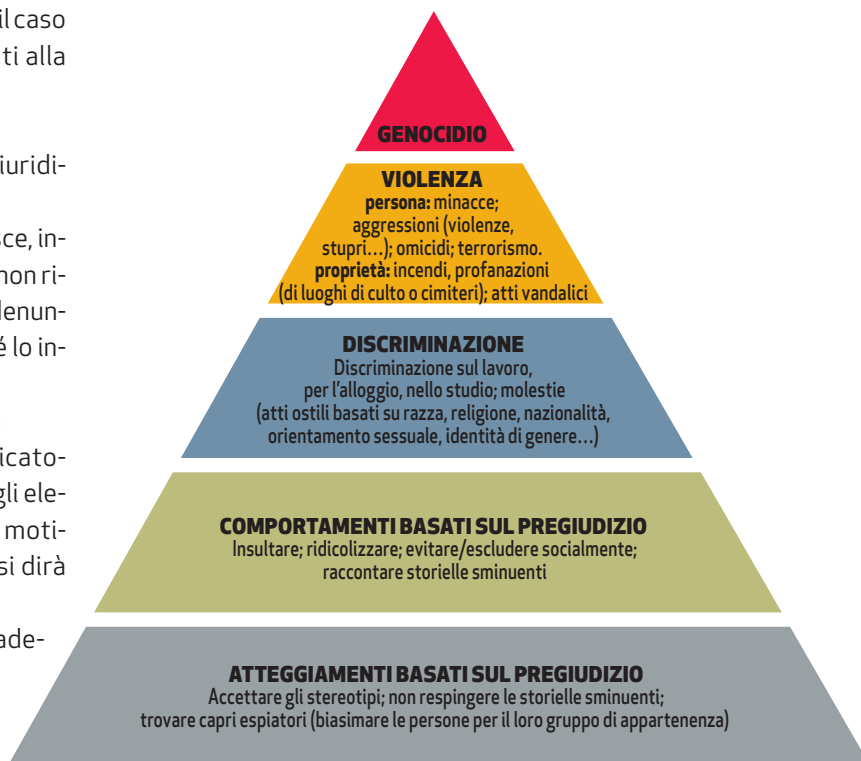 il caso
ti alla
iuridi-
sce, in-
non ri-
denun-
é lo in-
icato-
gli ele-
moti-
si dirà
ade-
GENOCIDIO
VIOLENZA
persona: minacce;
aggressioni (violenze,
stupri…); omicidi; terrorismo.
proprietà: incendi, profanazioni
(di luoghi di culto o cimiteri); atti vandalici
DISCRIMINAZIONE
Discriminazione sul lavoro,
per l’alloggio, nello studio; molestie
(atti ostili basati su razza, religione, nazionalità,
orientamento sessuale, identità di genere…)
COMPORTAMENTI BASATI SUL PREGIUDIZIO
Insultare; ridicolizzare; evitare/escludere socialmente;
raccontare storielle sminuenti
ATTEGGIAMENTI BASATI SUL PREGIUDIZIO
Accettare gli stereotipi; non respingere le storielle sminuenti;
trovare capri espiatori (biasimare le persone per il loro gruppo di appartenenza)